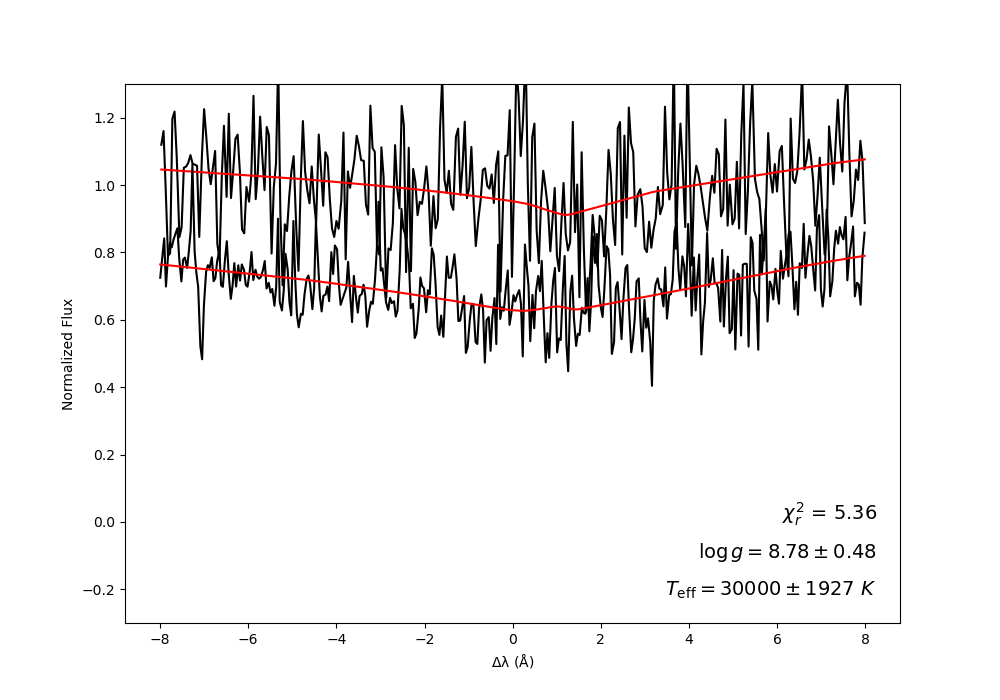 1.2
1.0
0.8
0.6
0.4
0.2
0.0
−0.2
Normalized Flux
χ²ᵣ = 5.36
log g = 8.78 ± 0.48
T_eff = 30000 ± 1927 K
−8 −6 −4 −2 0 2 4 6 8
Δλ (Å)